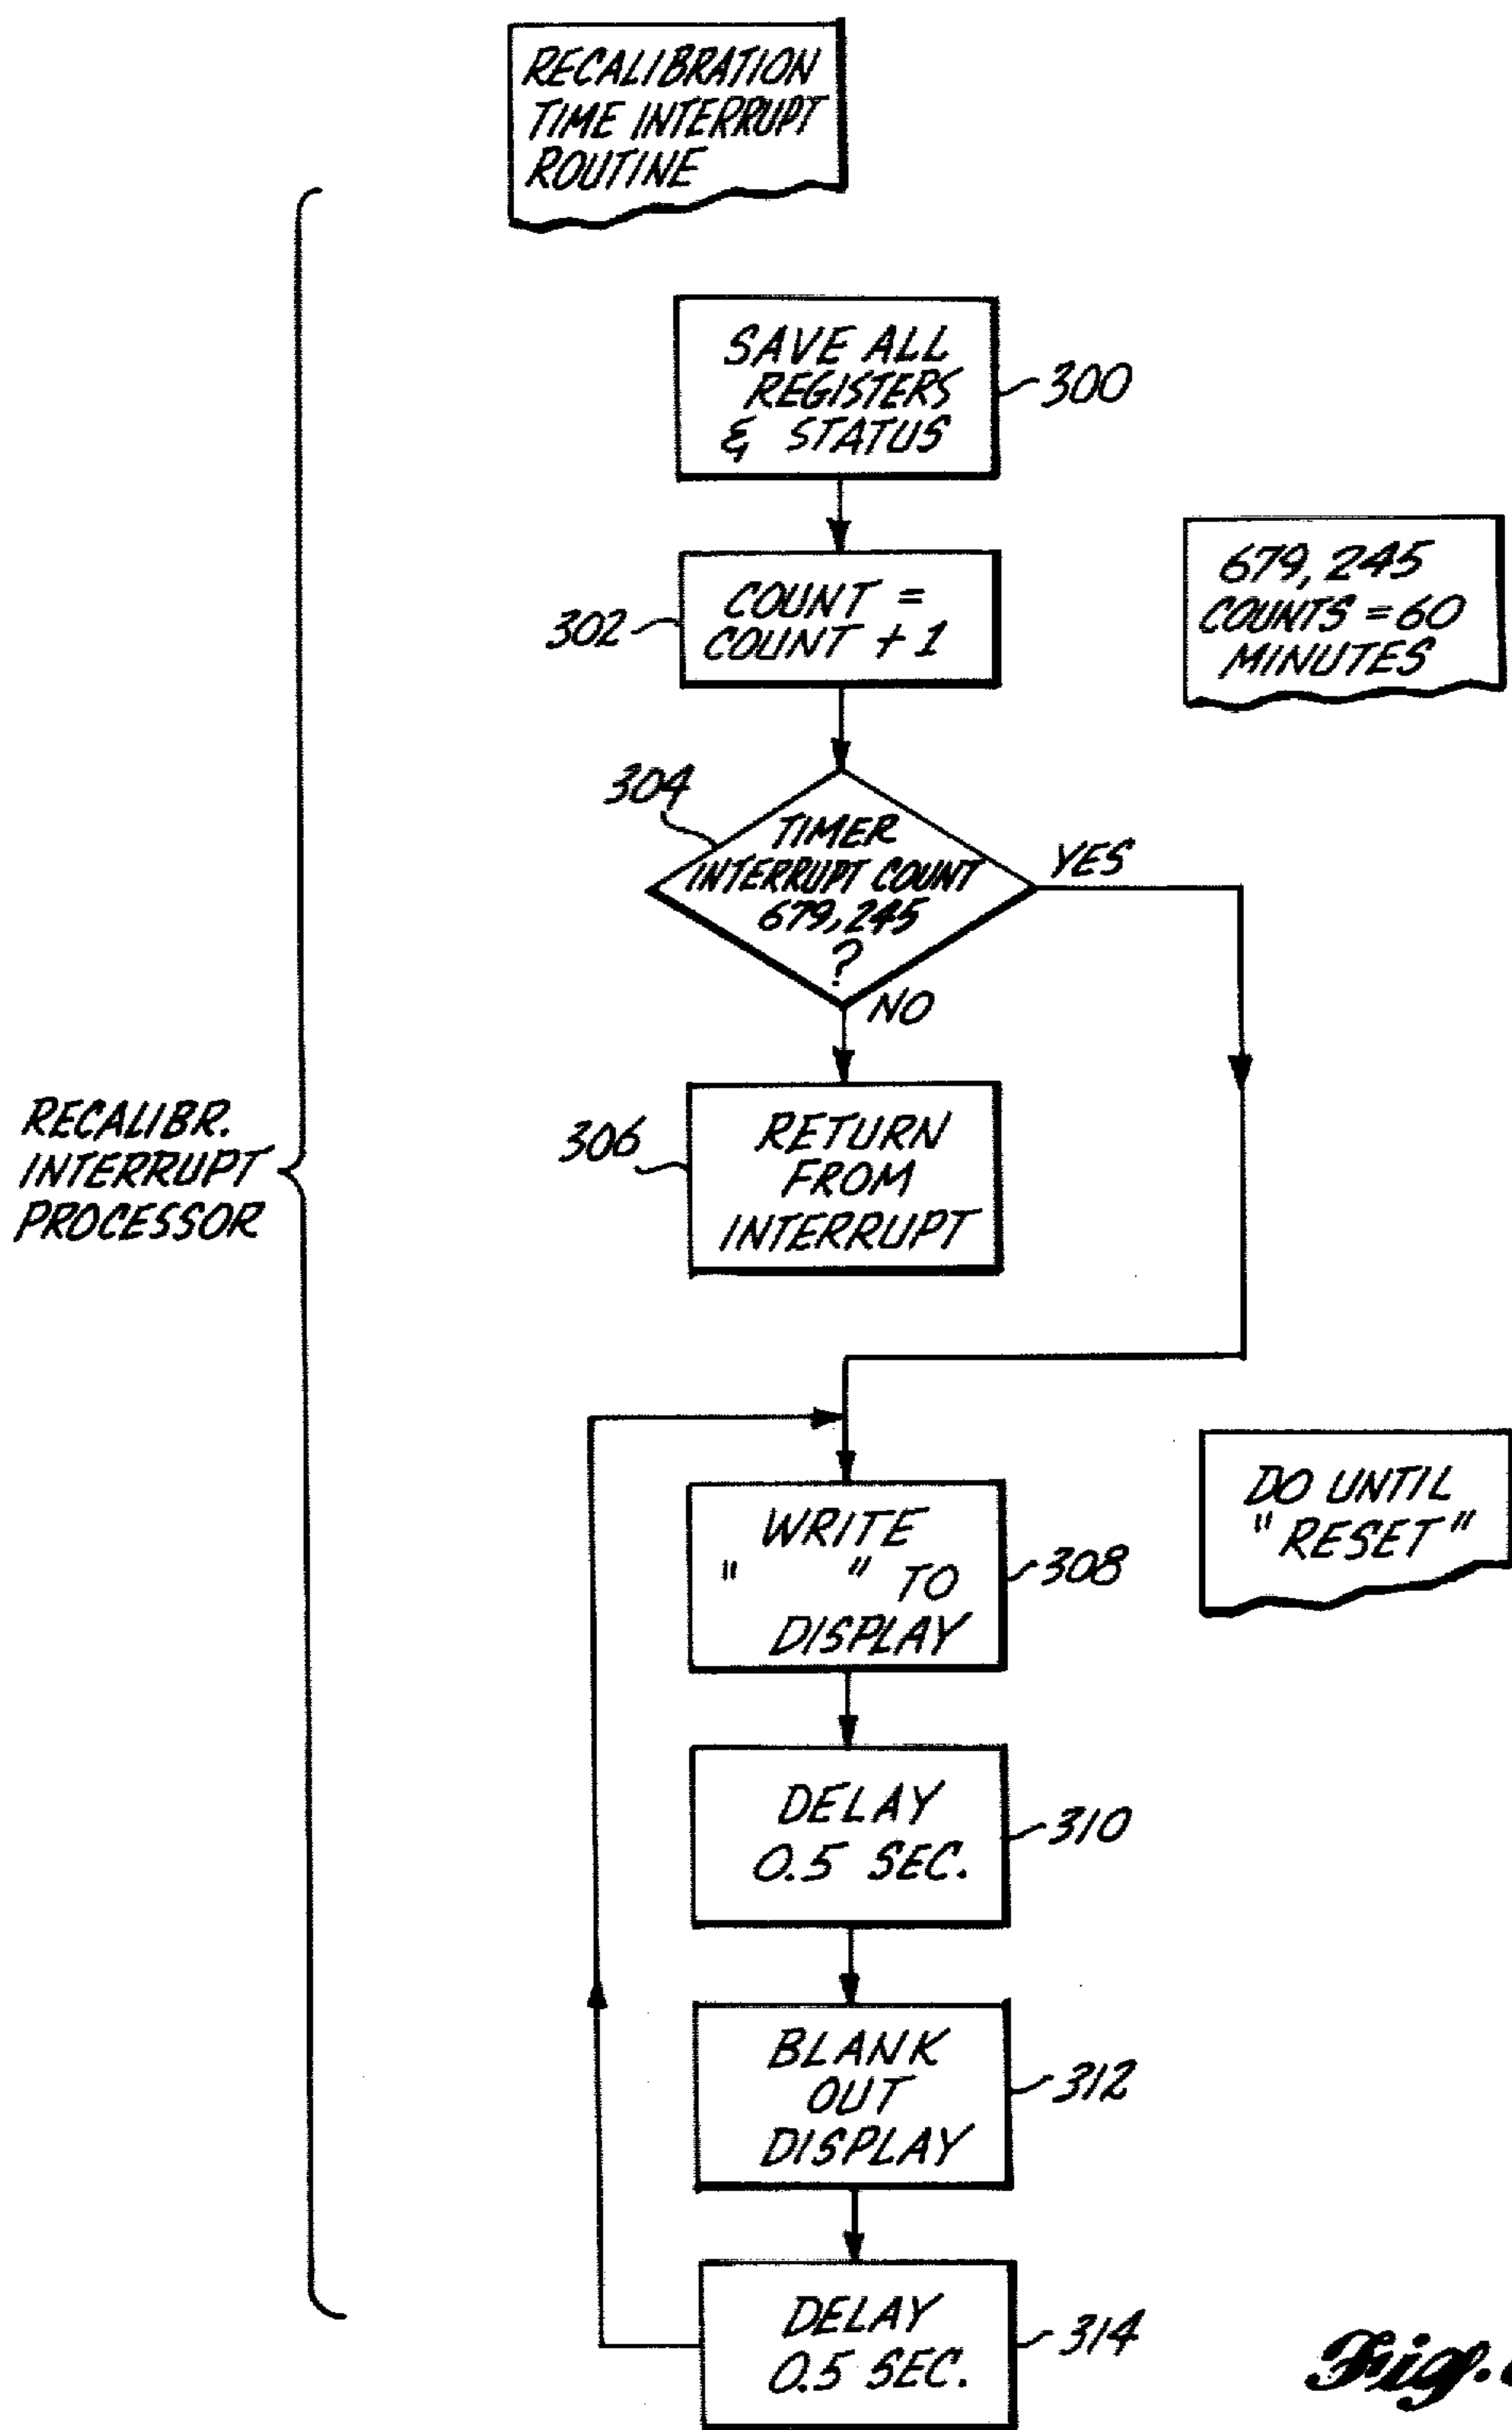 RECALIBRATION
TIME INTERRUPT
ROUTINE
SAVE ALL
REGISTERS
& STATUS
300
COUNT =
COUNT + 1
302
679,245
COUNTS = 60
MINUTES
304
TIMER
INTERRUPT COUNT
679,245
?
YES
NO
RECALIBR.
INTERRUPT
PROCESSOR
306
RETURN
FROM
INTERRUPT
WRITE
" " TO
DISPLAY
308
DO UNTIL
"RESET"
DELAY
0.5 SEC.
310
BLANK
OUT
DISPLAY
312
DELAY
0.5 SEC.
314
Fig.